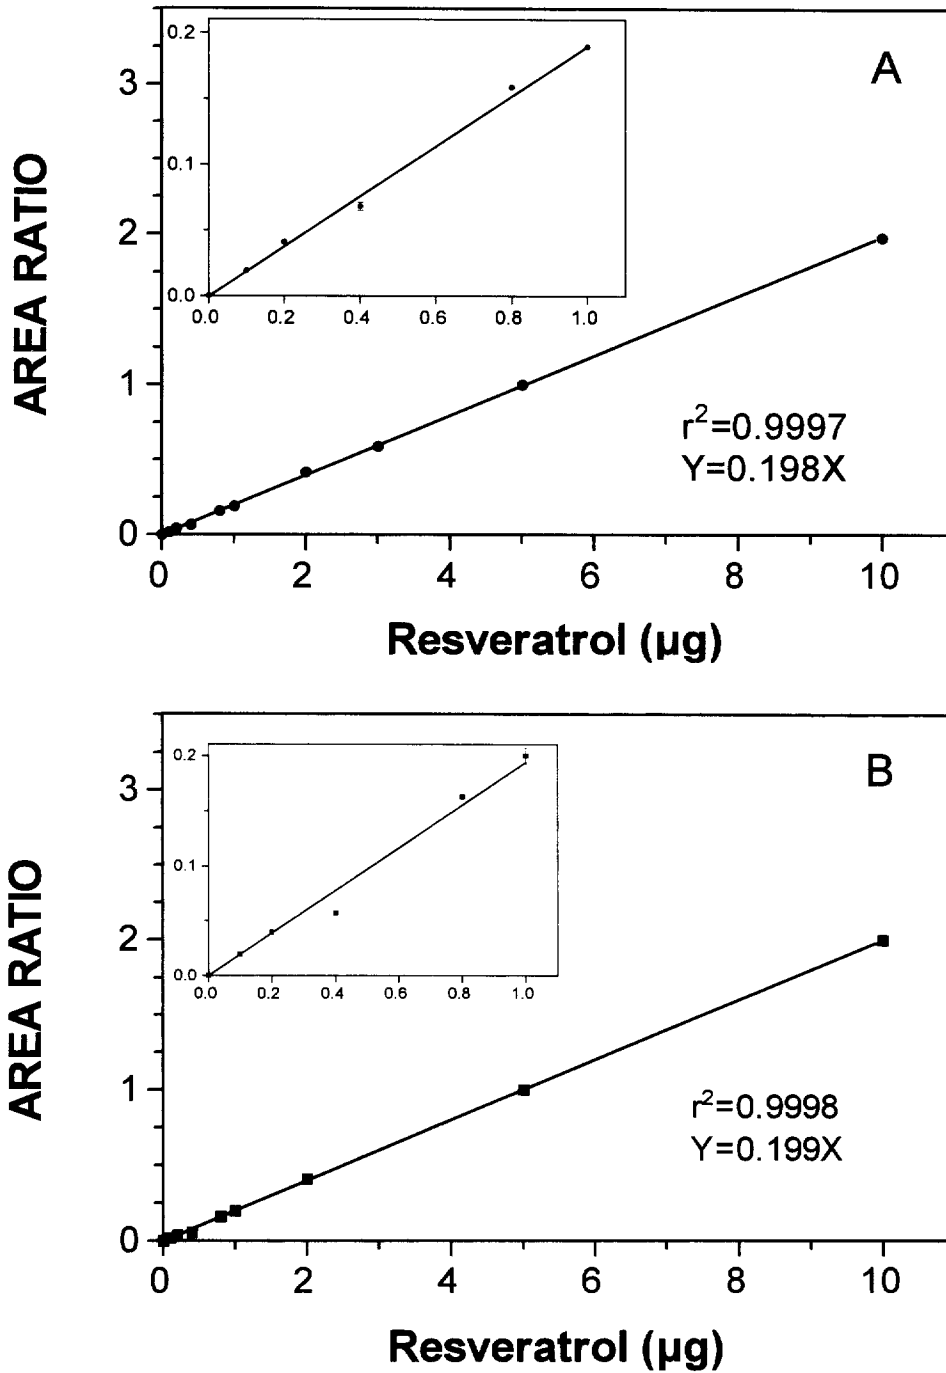 A
0.2
0.1
0.0
0.0 0.2 0.4 0.6 0.8 1.0
3
2
1
0
AREA RATIO
r²=0.9997
Y=0.198X
0 2 4 6 8 10
Resveratrol (µg)
B
0.2
0.1
0.0
0.0 0.2 0.4 0.6 0.8 1.0
3
2
1
0
AREA RATIO
r²=0.9998
Y=0.199X
0 2 4 6 8 10
Resveratrol (µg)